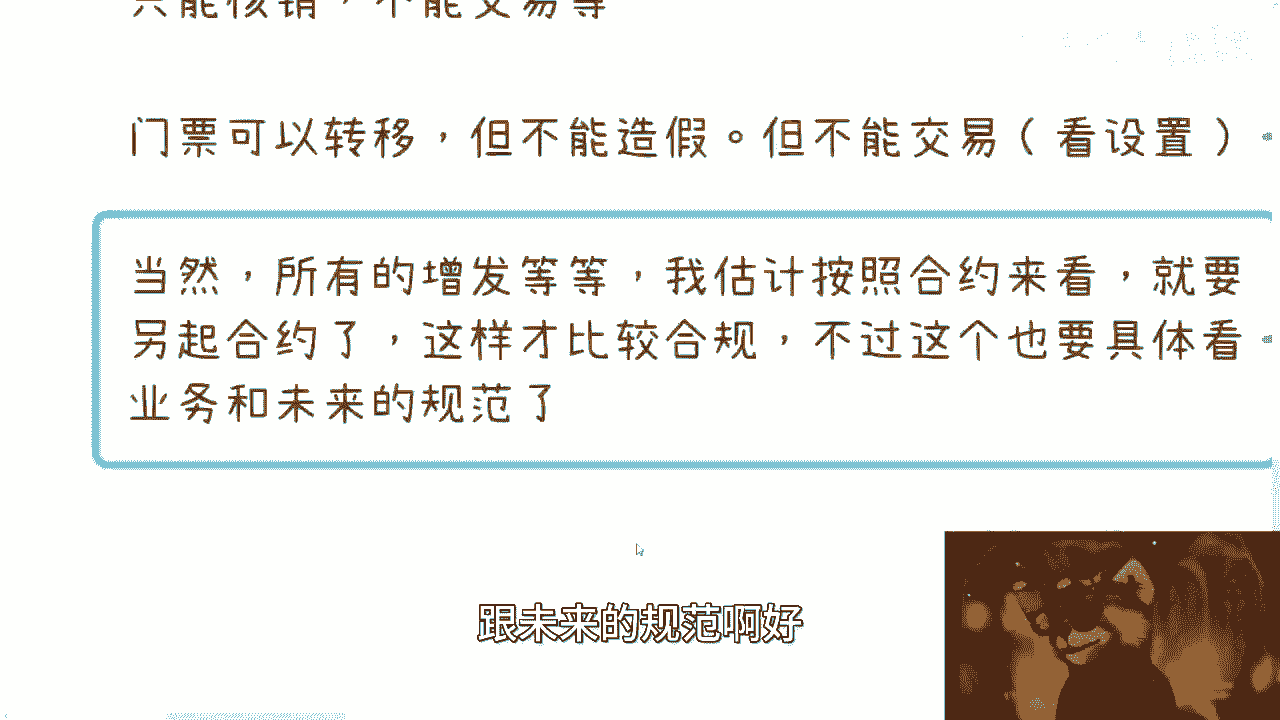 只能核销，不能交易等
门票可以转移，但不能造假。但不能交易（看设置）
当然，所有的增发等等，我估计按照合约来看，就要
另起合约了，这样才比较合规，不过这个也要具体看
业务和未来的规范了
跟未来的规范啊好